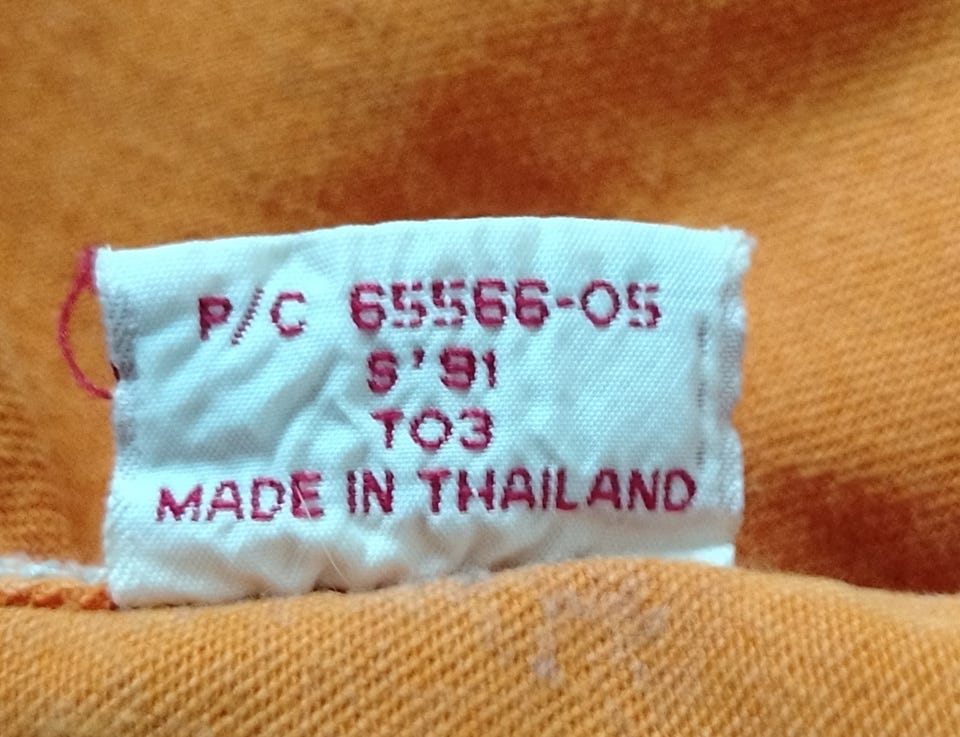 P/C 65566-05
S'91
T03
MADE IN THAILAND